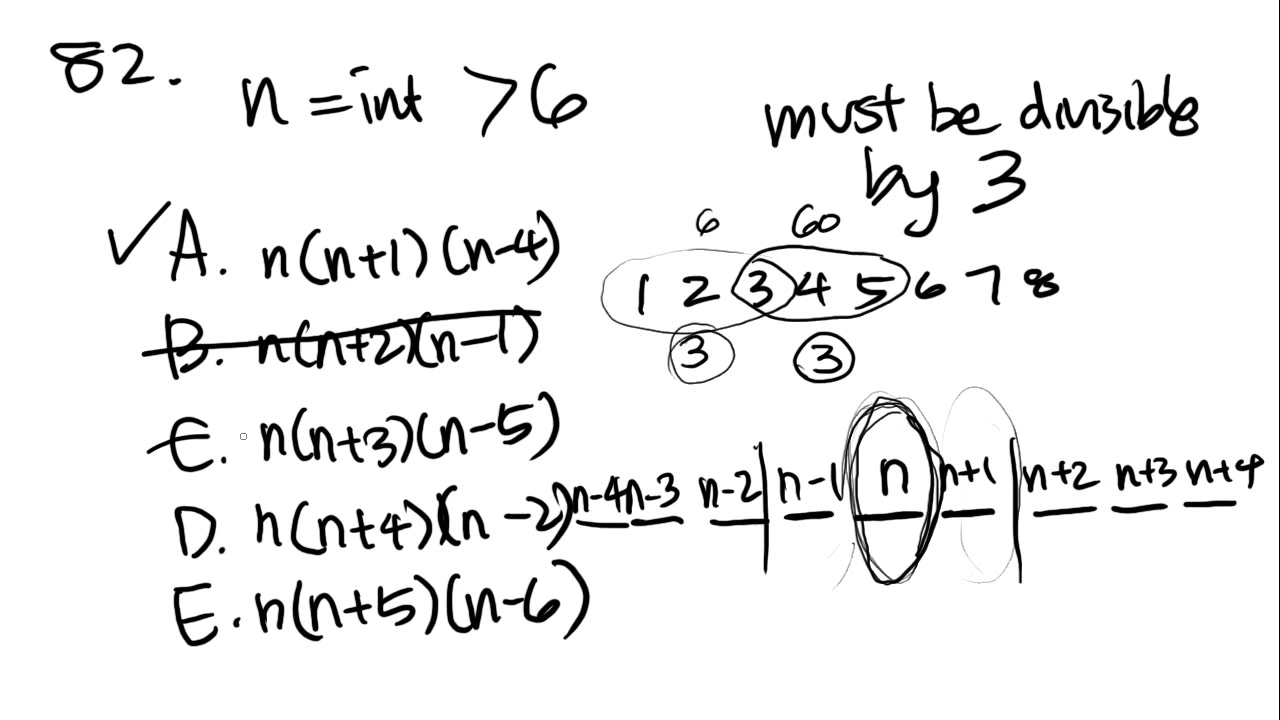 82.
n = int > 6
must be divisible
by 3
✓ A. n(n+1)(n-4)
B. n(n+2)(n-1)
C. n(n+3)(n-5)
D. n(n+4)(n-2)
E. n(n+5)(n-6)
6 60
1 2 3 4 5 6 7 8
3 3
n-4 n-3 n-2 | n-1 n n+1 | n+2 n+3 n+4